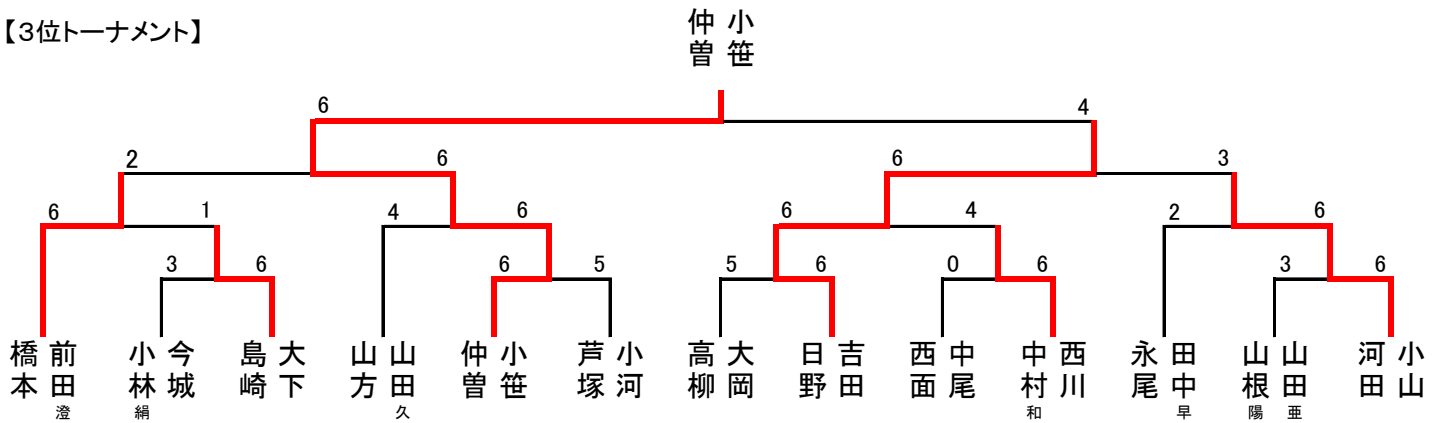 【3位トーナメント】
小笹
仲曽
6 4
2 6 6 3
6 1 4 6 6 4 2 6
3 6 6 5 5 6 0 6 3 6
前田澄
橋本
今城
小林絹
大下
島崎
山田久
山方
小笹
仲曽
小河
芦塚
大岡
高柳
吉田
日野
中尾
西面
西川
中村和
田中早
永尾
山田亜
山根陽
小山
河田